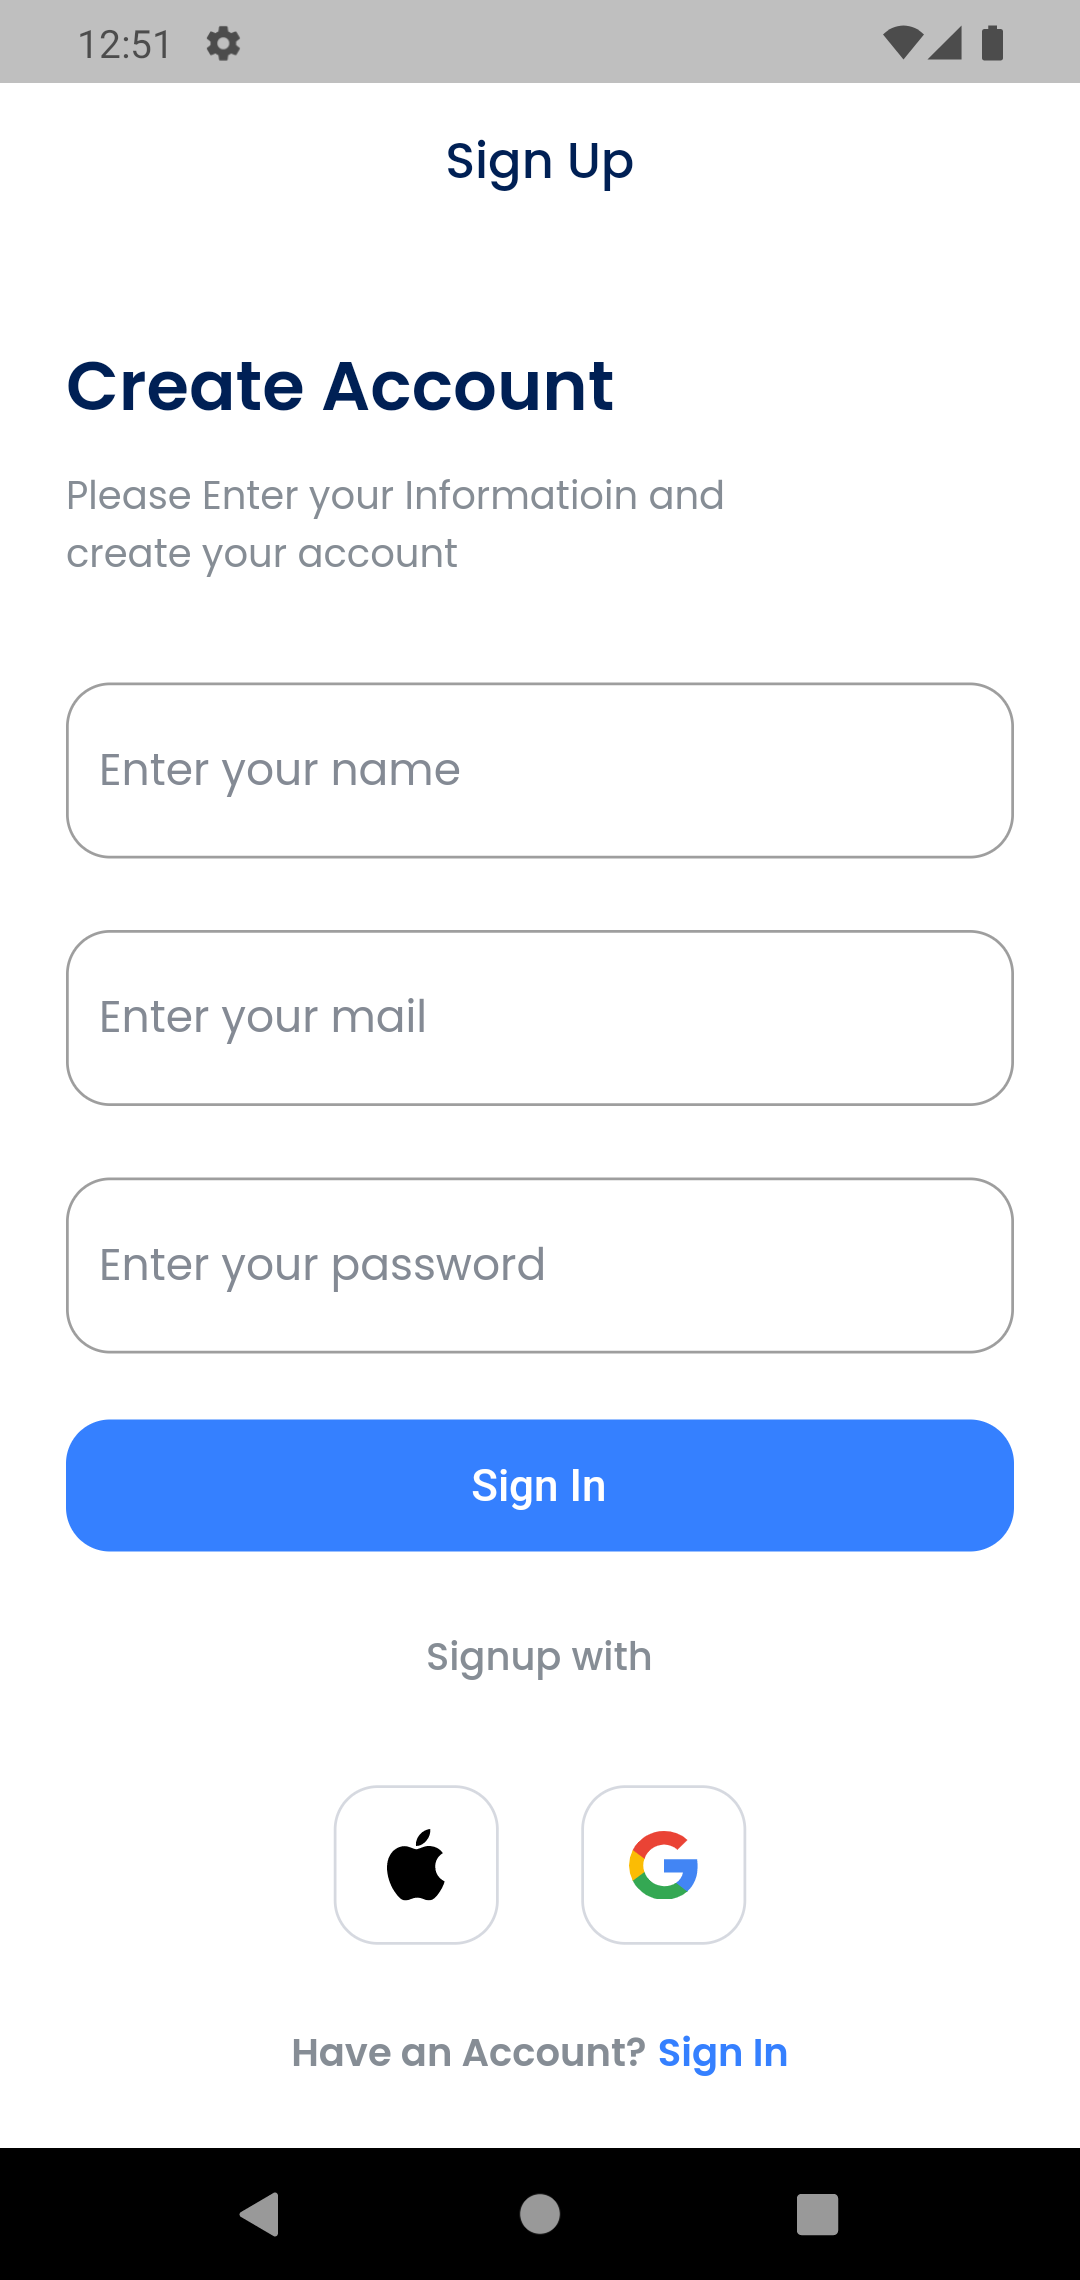 12:51
Sign Up
Create Account
Please Enter your Informatioin and
create your account
Enter your name
Enter your mail
Enter your password
Sign In
Signup with
Have an Account? Sign In